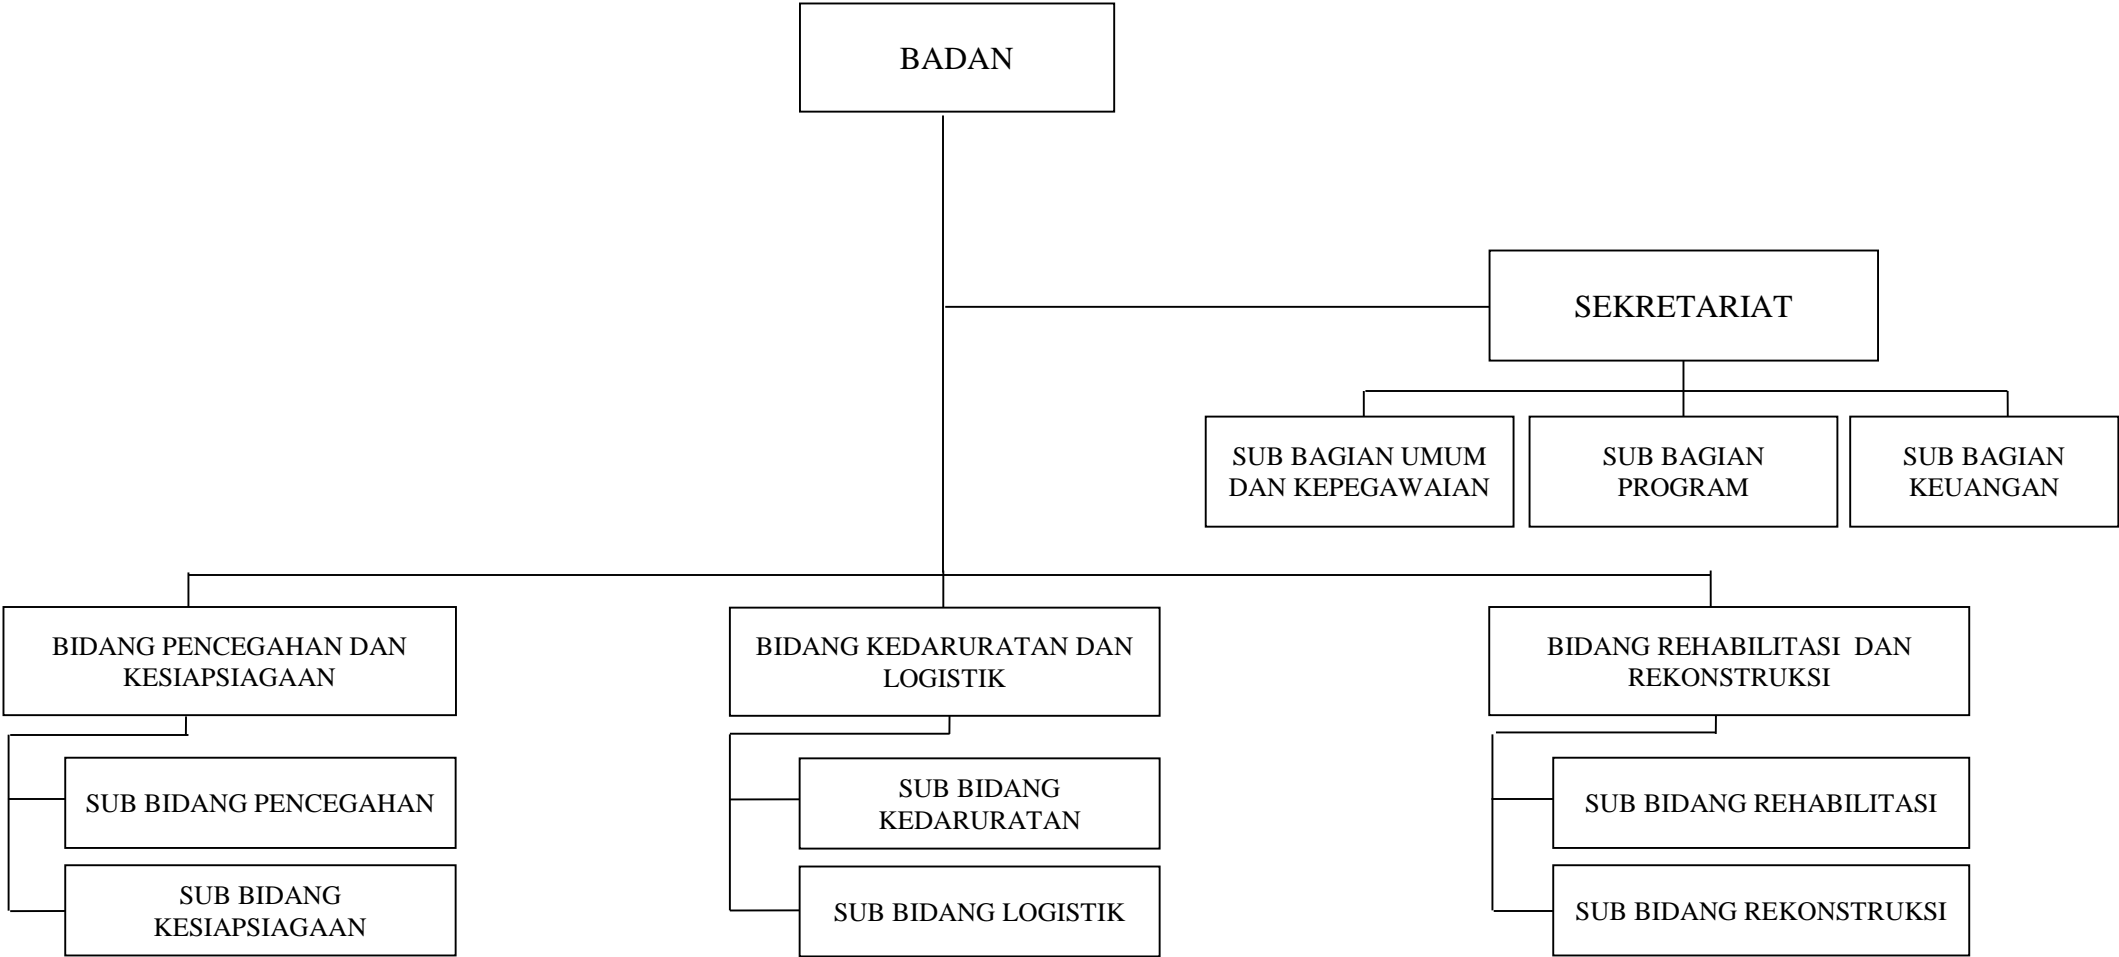 BADAN
SEKRETARIAT
SUB BAGIAN UMUM
DAN KEPEGAWAIAN
SUB BAGIAN
PROGRAM
SUB BAGIAN
KEUANGAN
BIDANG PENCEGAHAN DAN
KESIAPSIAGAAN
BIDANG KEDARURATAN DAN
LOGISTIK
BIDANG REHABILITASI  DAN
REKONSTRUKSI
SUB BIDANG PENCEGAHAN
SUB BIDANG
KESIAPSIAGAAN
SUB BIDANG
KEDARURATAN
SUB BIDANG LOGISTIK
SUB BIDANG REHABILITASI
SUB BIDANG REKONSTRUKSI